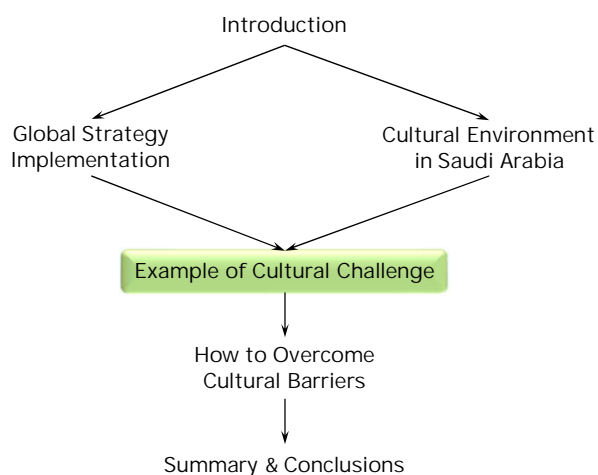 Introduction
Global Strategy
Implementation
Cultural Environment
in Saudi Arabia
Example of Cultural Challenge
How to Overcome
Cultural Barriers
Summary & Conclusions